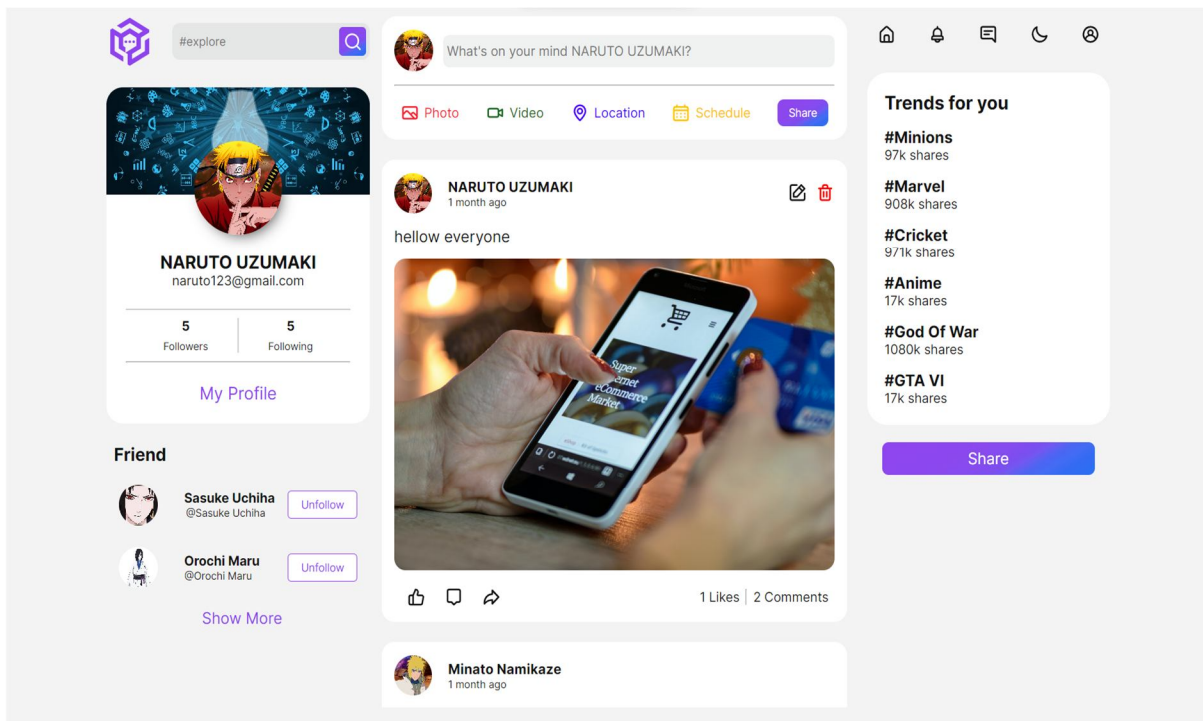 #explore
NARUTO UZUMAKI
naruto123@gmail.com
5
Followers
5
Following
My Profile
Friend
Sasuke Uchiha
@Sasuke Uchiha
Unfollow
Orochi Maru
@Orochi Maru
Unfollow
Show More
What's on your mind NARUTO UZUMAKI?
Photo
Video
Location
Schedule
Share
NARUTO UZUMAKI
1 month ago
hellow everyone
Super
eCommerce
Market
1 Likes
2 Comments
Minato Namikaze
1 month ago
Trends for you
#Minions
97k shares
#Marvel
908k shares
#Cricket
971k shares
#Anime
17k shares
#God Of War
1080k shares
#GTA VI
17k shares
Share